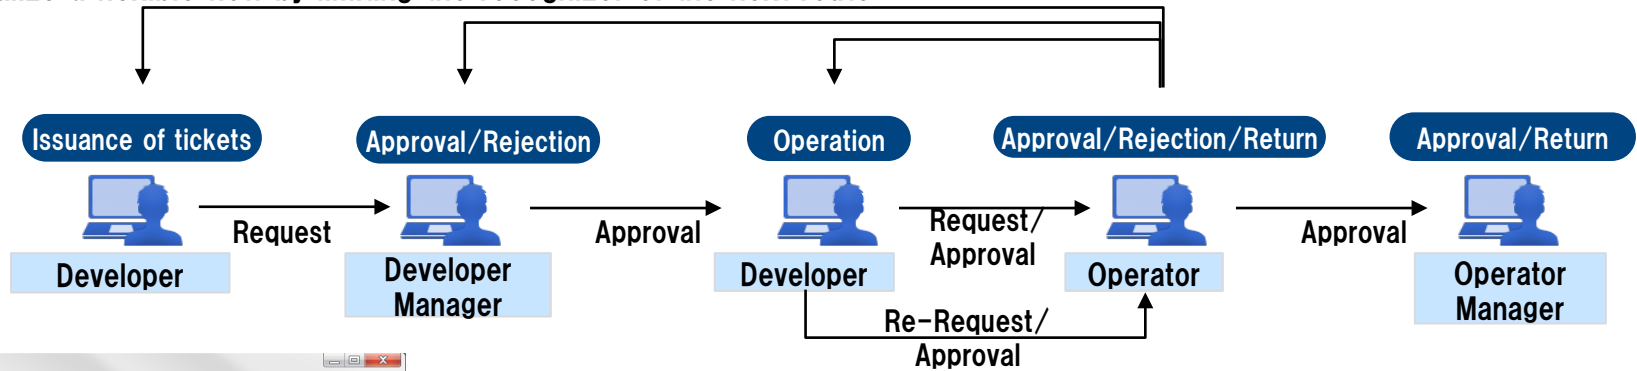 Issuance of tickets
Approval/Rejection
Operation
Approval/Rejection/Return
Approval/Return
Request
Approval
Request/
Approval
Approval
Developer
Developer
Manager
Developer
Operator
Operator
Manager
Re-Request/
Approval